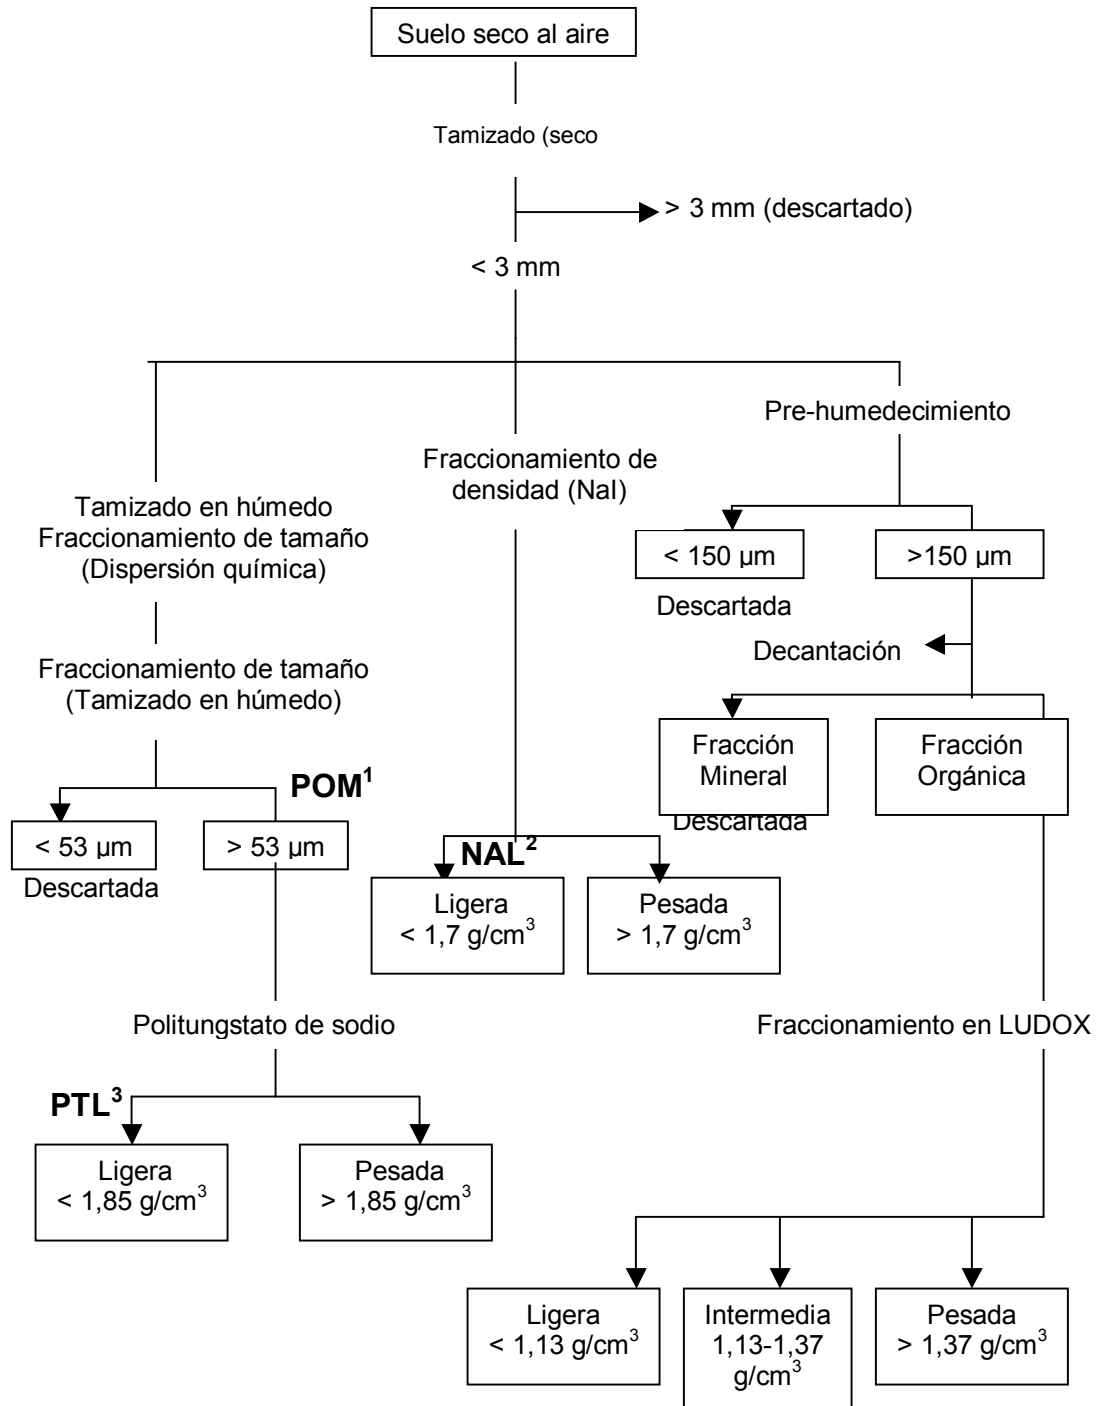 Suelo seco al aire
Tamizado (seco
> 3 mm (descartado)
< 3 mm
Pre-humedecimiento
Fraccionamiento de
densidad (NaI)
Tamizado en húmedo
Fraccionamiento de tamaño
(Dispersión química)
< 150 µm
>150 µm
Descartada
Decantación
Fraccionamiento de tamaño
(Tamizado en húmedo)
Fracción
Mineral
Fracción
Orgánica
Descartada
POM¹
< 53 µm
> 53 µm
Descartada
NAL²
Ligera
< 1,7 g/cm³
Pesada
> 1,7 g/cm³
Politungstato de sodio
Fraccionamiento en LUDOX
PTL³
Ligera
< 1,85 g/cm³
Pesada
> 1,85 g/cm³
Ligera
< 1,13 g/cm³
Intermedia
1,13-1,37
g/cm³
Pesada
> 1,37 g/cm³